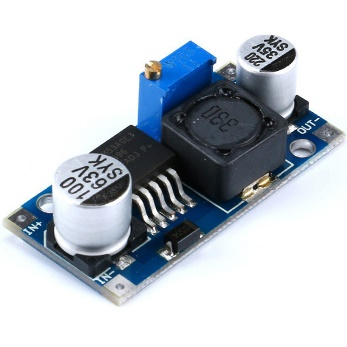 220
35V
SYK
330
OUT-
100
63V
SYK
IN+
IN-